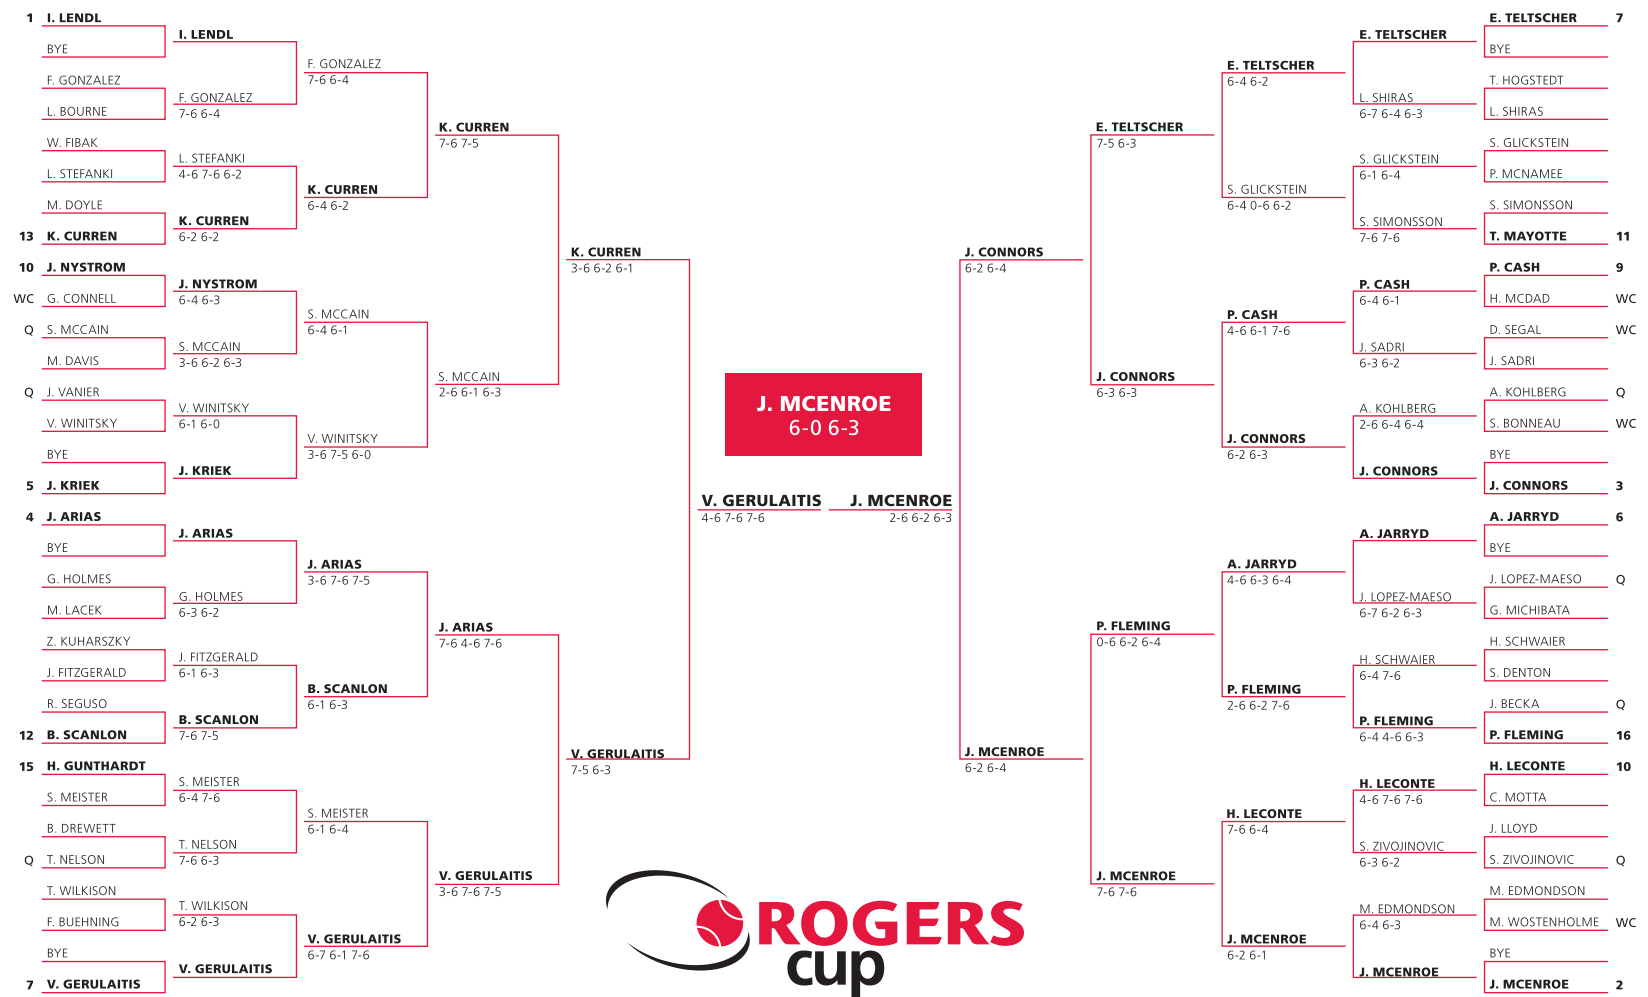 1 I. LENDL
BYE
F. GONZALEZ
L. BOURNE
W. FIBAK
L. STEFANKI
M. DOYLE
13 K. CURREN
10 J. NYSTROM
WC G. CONNELL
Q S. MCCAIN
M. DAVIS
Q J. VANIER
V. WINITSKY
BYE
5 J. KRIEK
4 J. ARIAS
BYE
G. HOLMES
M. LACEK
Z. KUHARSZKY
J. FITZGERALD
R. SEGUSO
12 B. SCANLON
15 H. GUNTHARDT
S. MEISTER
B. DREWETT
Q T. NELSON
T. WILKISON
F. BUEHNING
BYE
7 V. GERULAITIS
I. LENDL
F. GONZALEZ
7-6 6-4
L. STEFANKI
4-6 7-6 6-2
K. CURREN
6-2 6-2
J. NYSTROM
6-4 6-3
S. MCCAIN
3-6 6-2 6-3
V. WINITSKY
6-1 6-0
J. KRIEK
J. ARIAS
G. HOLMES
6-3 6-2
J. FITZGERALD
6-1 6-3
B. SCANLON
7-6 7-5
S. MEISTER
6-4 7-6
T. NELSON
7-6 6-3
T. WILKISON
6-2 6-3
V. GERULAITIS
F. GONZALEZ
7-6 6-4
K. CURREN
6-4 6-2
S. MCCAIN
6-4 6-1
V. WINITSKY
3-6 7-5 6-0
J. ARIAS
3-6 7-6 7-5
B. SCANLON
6-1 6-3
S. MEISTER
6-1 6-4
V. GERULAITIS
6-7 6-1 7-6
K. CURREN
7-6 7-5
S. MCCAIN
2-6 6-1 6-3
J. ARIAS
7-6 4-6 7-6
V. GERULAITIS
3-6 7-6 7-5
K. CURREN
3-6 6-2 6-1
V. GERULAITIS
7-5 6-3
V. GERULAITIS
4-6 7-6 7-6
J. MCENROE
6-0 6-3
J. MCENROE
2-6 6-2 6-3
J. CONNORS
6-2 6-4
J. MCENROE
6-2 6-4
E. TELTSCHER
7-5 6-3
J. CONNORS
6-3 6-3
P. FLEMING
0-6 6-2 6-4
J. MCENROE
7-6 7-6
E. TELTSCHER
6-4 6-2
S. GLICKSTEIN
6-4 0-6 6-2
P. CASH
4-6 6-1 7-6
J. CONNORS
6-2 6-3
A. JARRYD
4-6 6-3 6-4
P. FLEMING
2-6 6-2 7-6
H. LECONTE
7-6 6-4
J. MCENROE
6-2 6-1
E. TELTSCHER
L. SHIRAS
6-7 6-4 6-3
S. GLICKSTEIN
6-1 6-4
S. SIMONSSON
7-6 7-6
P. CASH
6-4 6-1
J. SADRI
6-3 6-2
A. KOHLBERG
2-6 6-4 6-4
J. CONNORS
A. JARRYD
J. LOPEZ-MAESO
6-7 6-2 6-3
H. SCHWAIER
6-4 7-6
P. FLEMING
6-4 4-6 6-3
H. LECONTE
4-6 7-6 7-6
S. ZIVOJINOVIC
6-3 6-2
M. EDMONDSON
6-4 6-3
J. MCENROE
E. TELTSCHER 7
BYE
T. HOGSTEDT
L. SHIRAS
S. GLICKSTEIN
P. MCNAMEE
S. SIMONSSON
T. MAYOTTE 11
P. CASH 9
H. MCDAD WC
D. SEGAL WC
J. SADRI
A. KOHLBERG Q
S. BONNEAU WC
BYE
J. CONNORS 3
A. JARRYD 6
BYE
J. LOPEZ-MAESO Q
G. MICHIBATA
H. SCHWAIER
S. DENTON
J. BECKA Q
P. FLEMING 16
H. LECONTE 10
C. MOTTA
J. LLOYD
S. ZIVOJINOVIC Q
M. EDMONDSON
M. WOSTENHOLME WC
BYE
J. MCENROE 2
ROGERS
cup